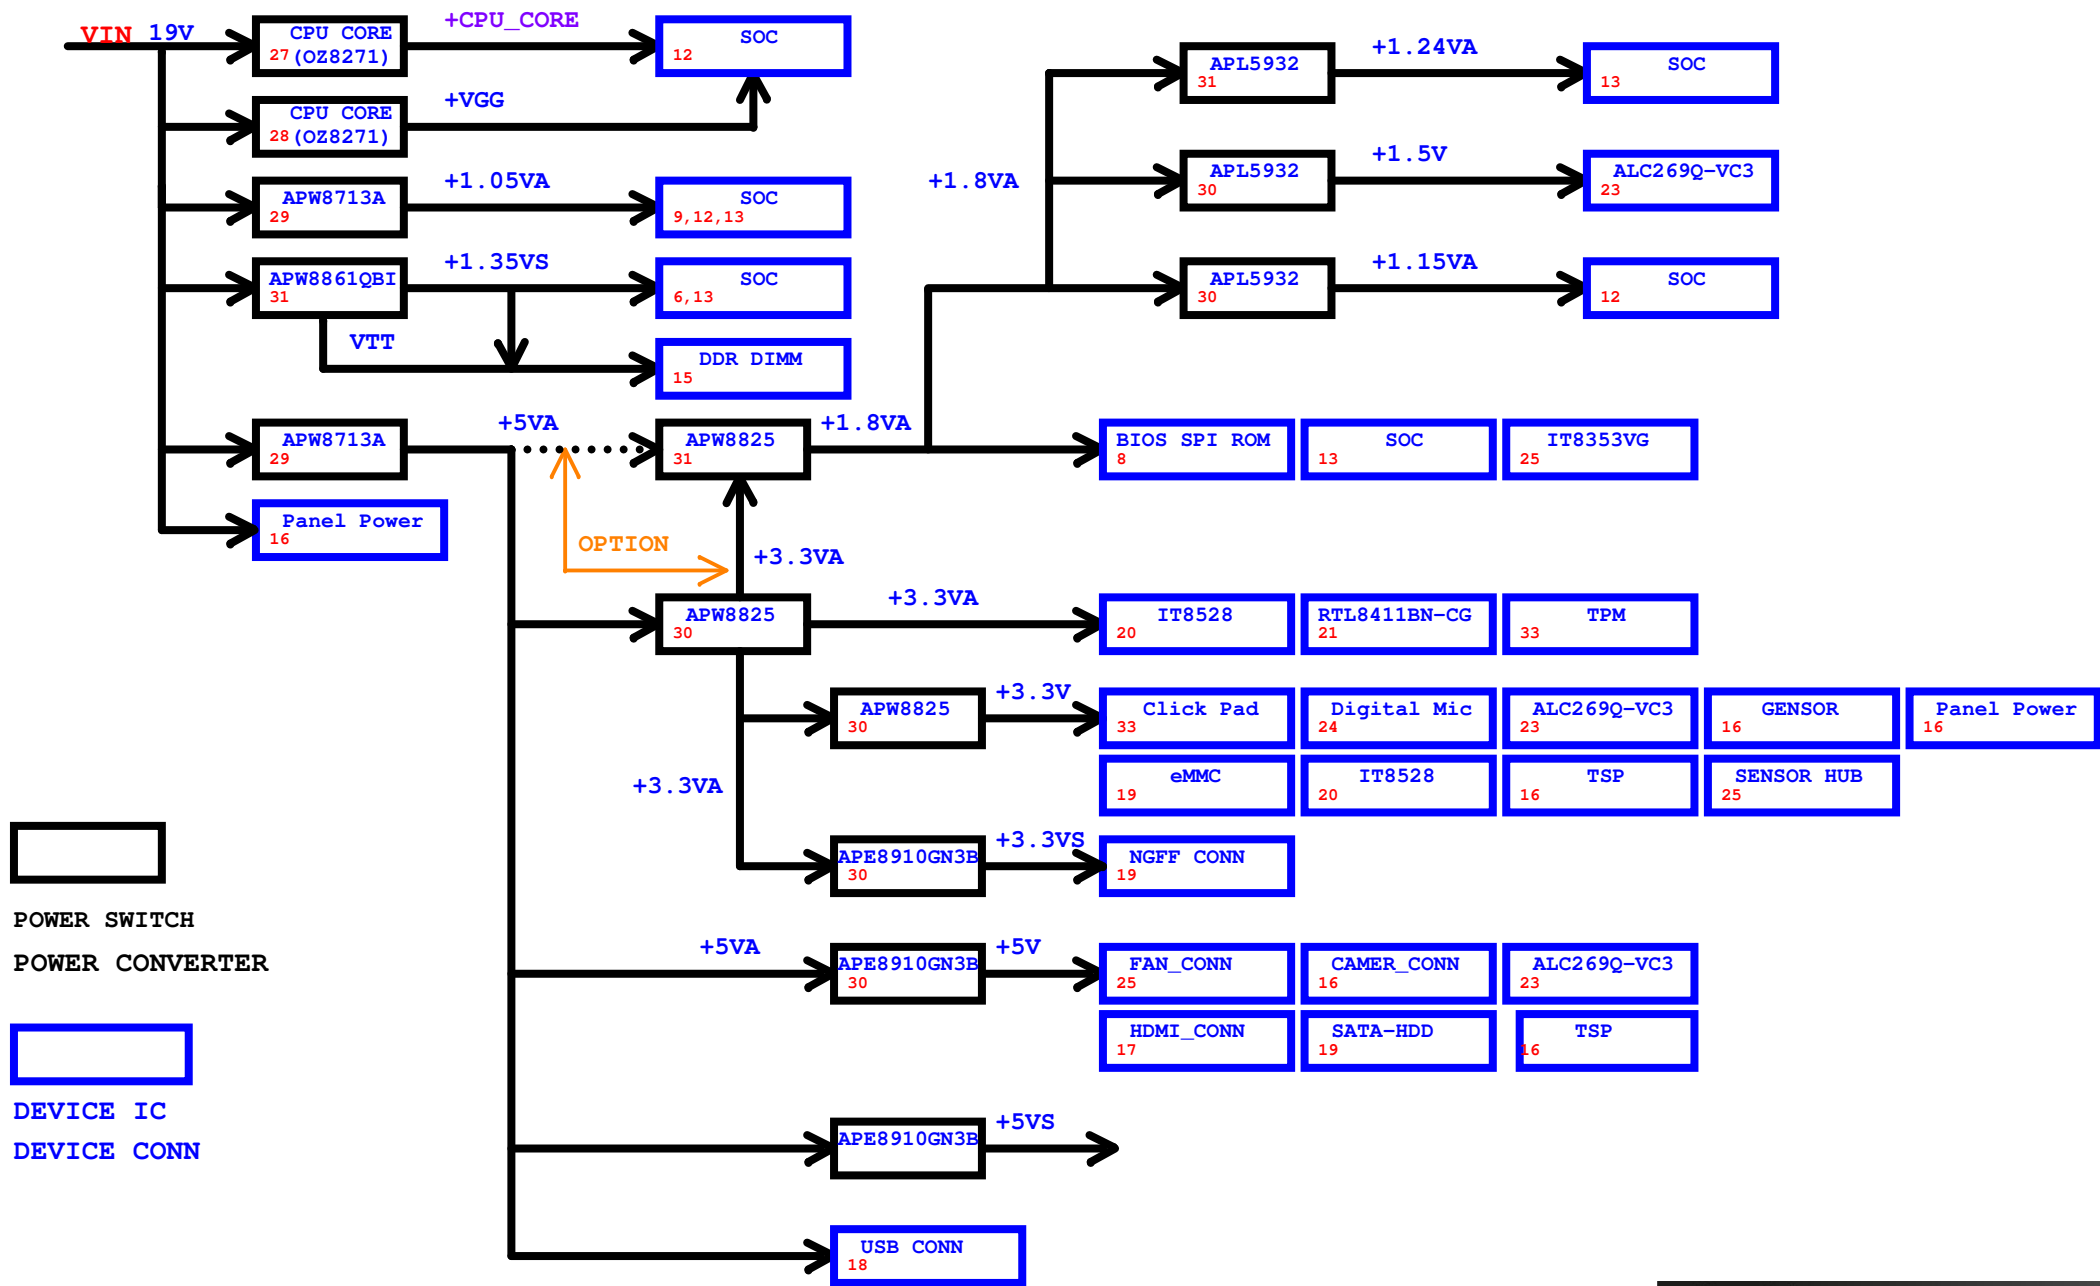 VIN 19V
CPU CORE
27 (OZ8271)
+CPU_CORE
SOC
12
CPU CORE
28 (OZ8271)
+VGG
APW8713A
29
+1.05VA
SOC
9,12,13
APW8861QBI
31
+1.35VS
SOC
6,13
VTT
DDR DIMM
15
APW8713A
29
+5VA
APW8825
31
+1.8VA
BIOS SPI ROM
8
SOC
13
IT8353VG
25
+1.8VA
APL5932
31
+1.24VA
SOC
13
APL5932
30
+1.5V
ALC269Q-VC3
23
APL5932
30
+1.15VA
SOC
12
Panel Power
16
OPTION
+3.3VA
APW8825
30
+3.3VA
IT8528
20
RTL8411BN-CG
21
TPM
33
APW8825
30
+3.3V
Click Pad
33
Digital Mic
24
ALC269Q-VC3
23
GENSOR
16
Panel Power
16
eMMC
19
IT8528
20
TSP
16
SENSOR HUB
25
+3.3VA
APE8910GN3B
30
+3.3VS
NGFF CONN
19
+5VA
APE8910GN3B
30
+5V
FAN_CONN
25
CAMER_CONN
16
ALC269Q-VC3
23
HDMI_CONN
17
SATA-HDD
19
TSP
16
APE8910GN3B
+5VS
USB CONN
18
POWER SWITCH
POWER CONVERTER
DEVICE IC
DEVICE CONN